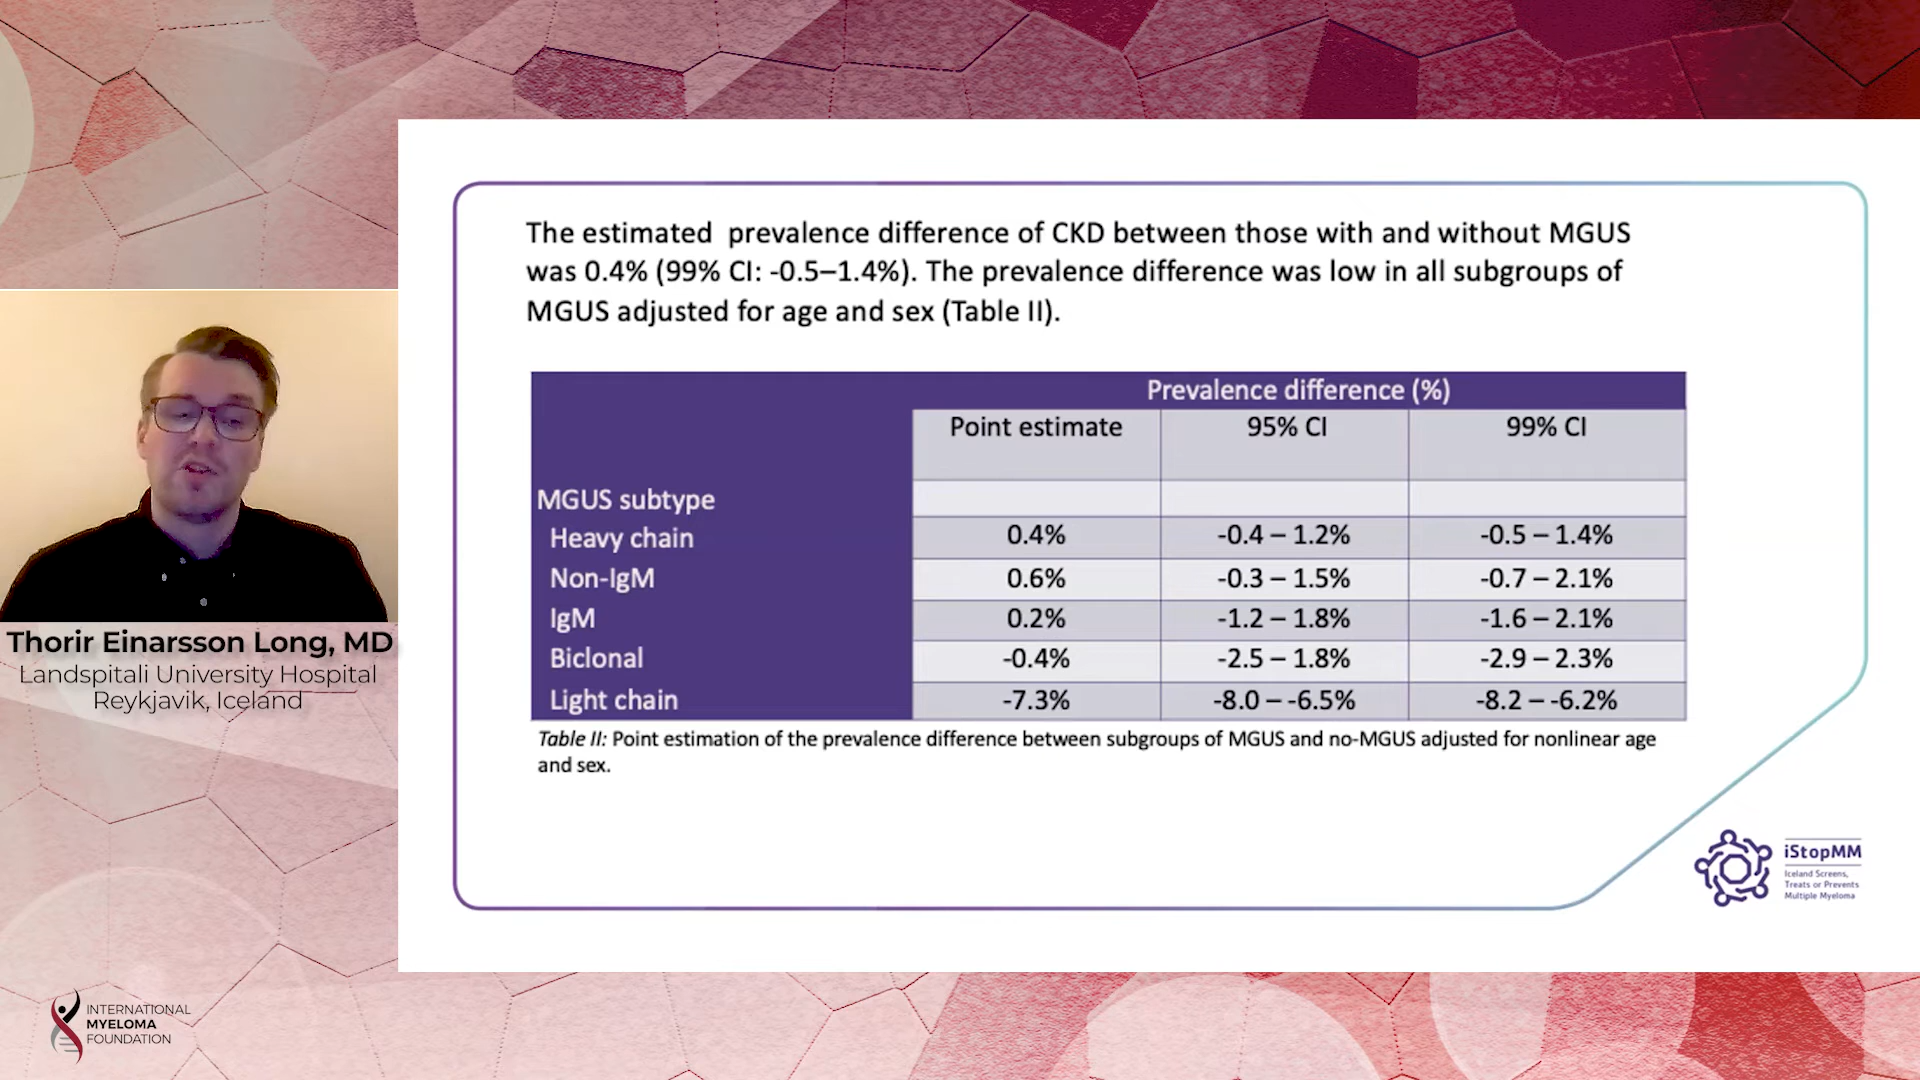 The estimated prevalence difference of CKD between those with and without MGUS
was 0.4% (99% CI: -0.5–1.4%). The prevalence difference was low in all subgroups of
MGUS adjusted for age and sex (Table II).
Prevalence difference (%)
Point estimate 95% CI 99% CI
MGUS subtype
Heavy chain 0.4% -0.4 – 1.2% -0.5 – 1.4%
Non-IgM 0.6% -0.3 – 1.5% -0.7 – 2.1%
IgM 0.2% -1.2 – 1.8% -1.6 – 2.1%
Biclonal -0.4% -2.5 – 1.8% -2.9 – 2.3%
Light chain -7.3% -8.0 – -6.5% -8.2 – -6.2%
Table II: Point estimation of the prevalence difference between subgroups of MGUS and no-MGUS adjusted for nonlinear age
and sex.
iStopMM
Iceland Screens,
Treats or Prevents
Multiple Myeloma
Thorir Einarsson Long, MD
Landspitali University Hospital
Reykjavik, Iceland
INTERNATIONAL
MYELOMA
FOUNDATION